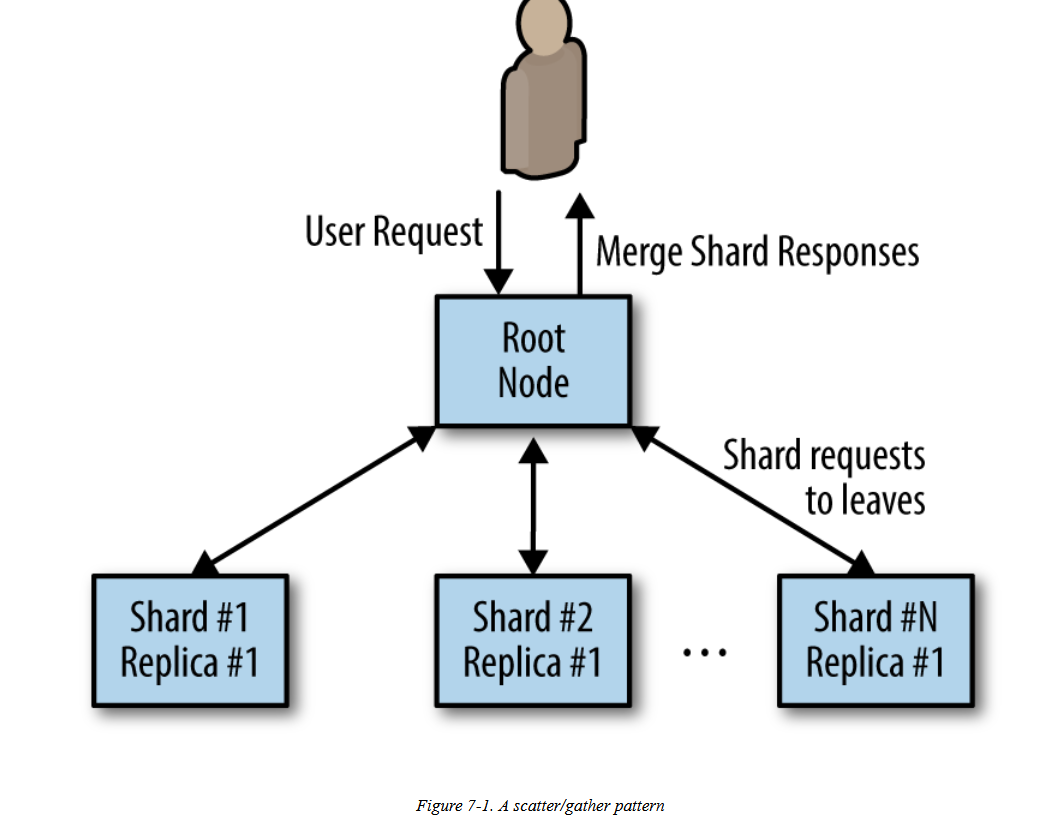 User Request
Merge Shard Responses
Root
Node
Shard requests
to leaves
Shard #1
Replica #1
Shard #2
Replica #1
...
Shard #N
Replica #1
Figure 7-1. A scatter/gather pattern